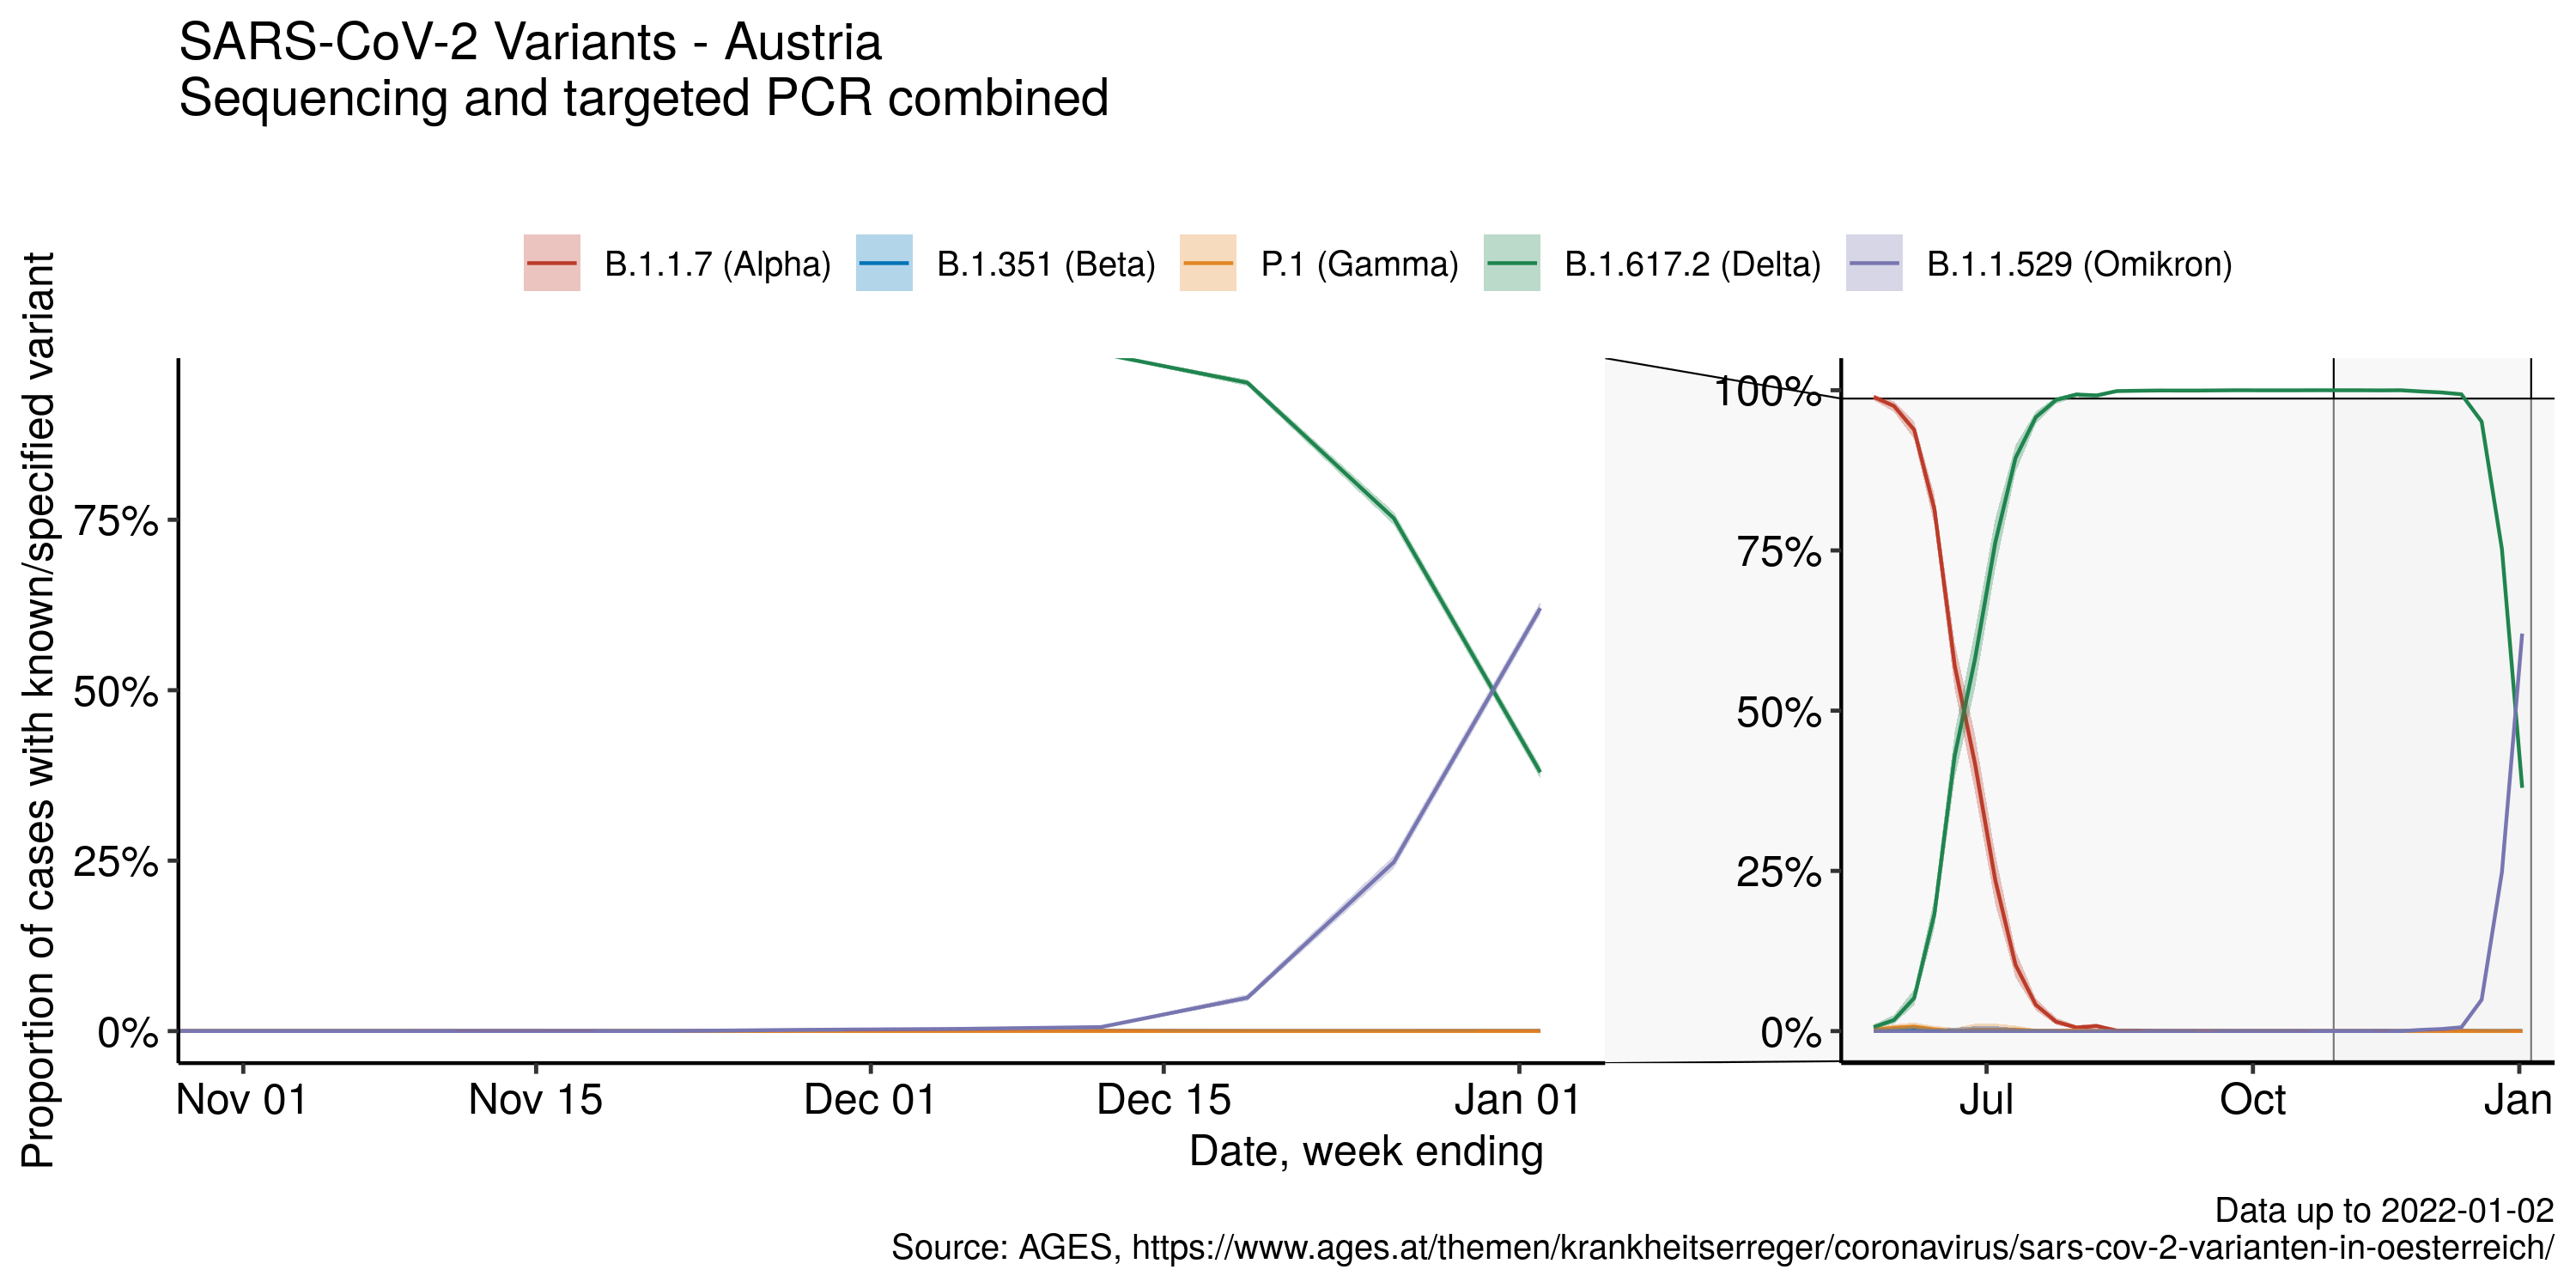 SARS-CoV-2 Variants - Austria
Sequencing and targeted PCR combined
B.1.1.7 (Alpha) B.1.351 (Beta) P.1 (Gamma) B.1.617.2 (Delta) B.1.1.529 (Omikron)
Proportion of cases with known/specified variant
75%
50%
25%
0%
Nov 01 Nov 15 Dec 01 Dec 15 Jan 01
100%
75%
50%
25%
0%
Jul Oct Jan
Date, week ending
Data up to 2022-01-02
Source: AGES, https://www.ages.at/themen/krankheitserreger/coronavirus/sars-cov-2-varianten-in-oesterreich/